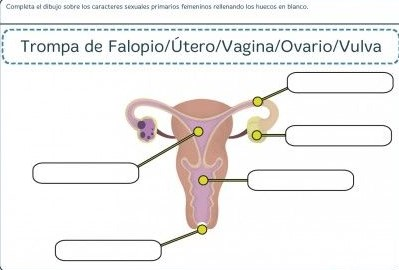 Completa el dibujo sobre los caracteres sexuales primarios femeninos rellenando los huecos en blanco.
Trompa de Falopio/Útero/Vagina/Ovario/Vulva